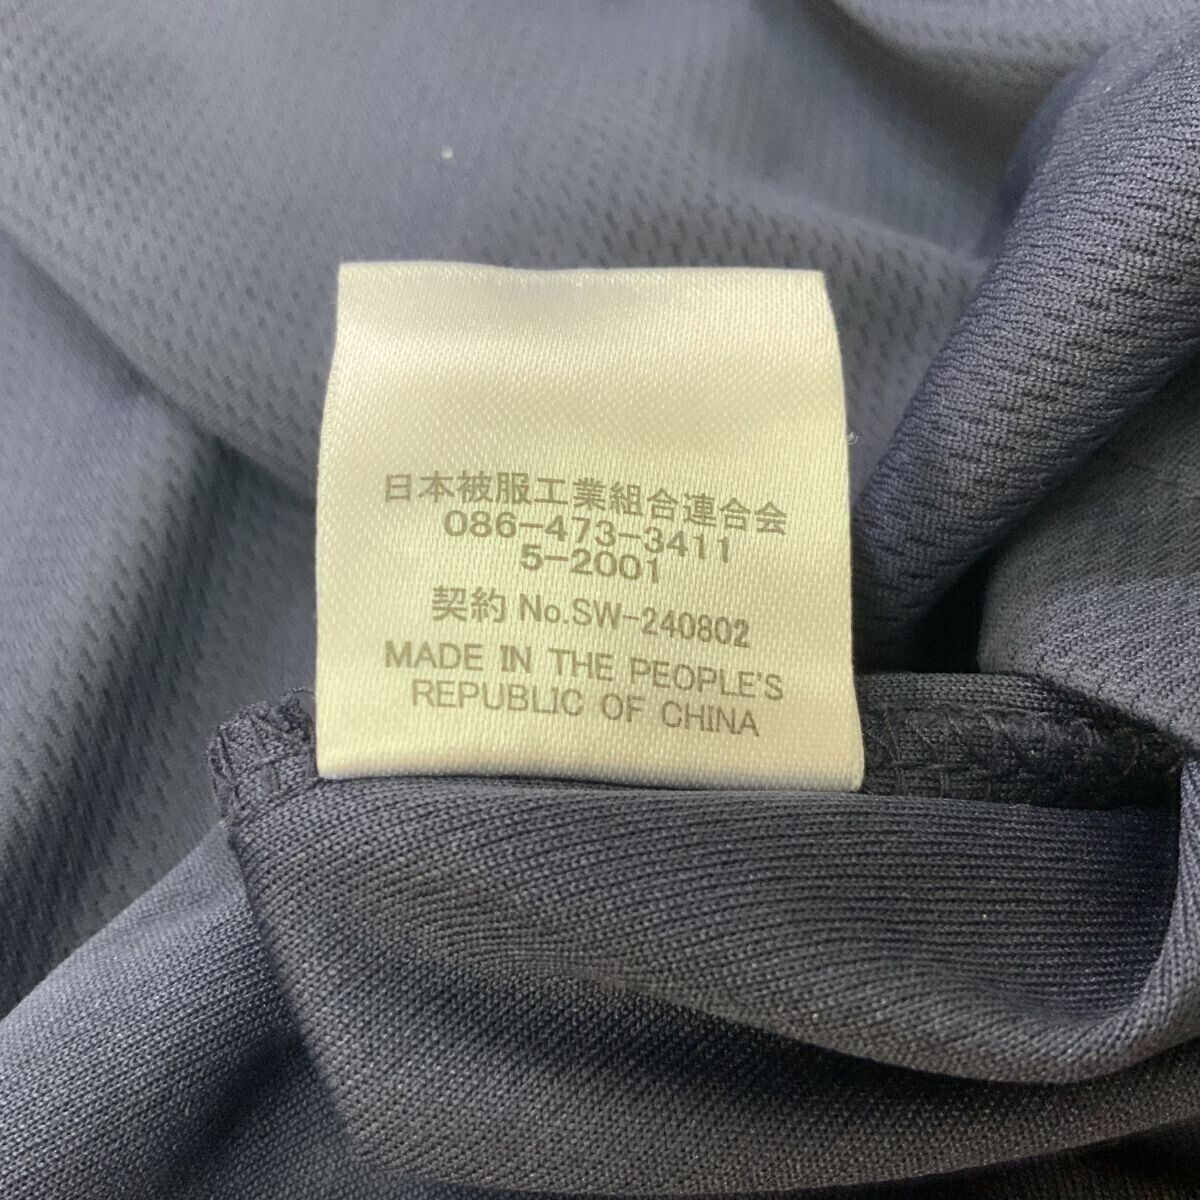 日本被服工業組合連合会
086-473-3411
5-2001
契約 No.SW-240802
MADE IN THE PEOPLE'S
REPUBLIC OF CHINA